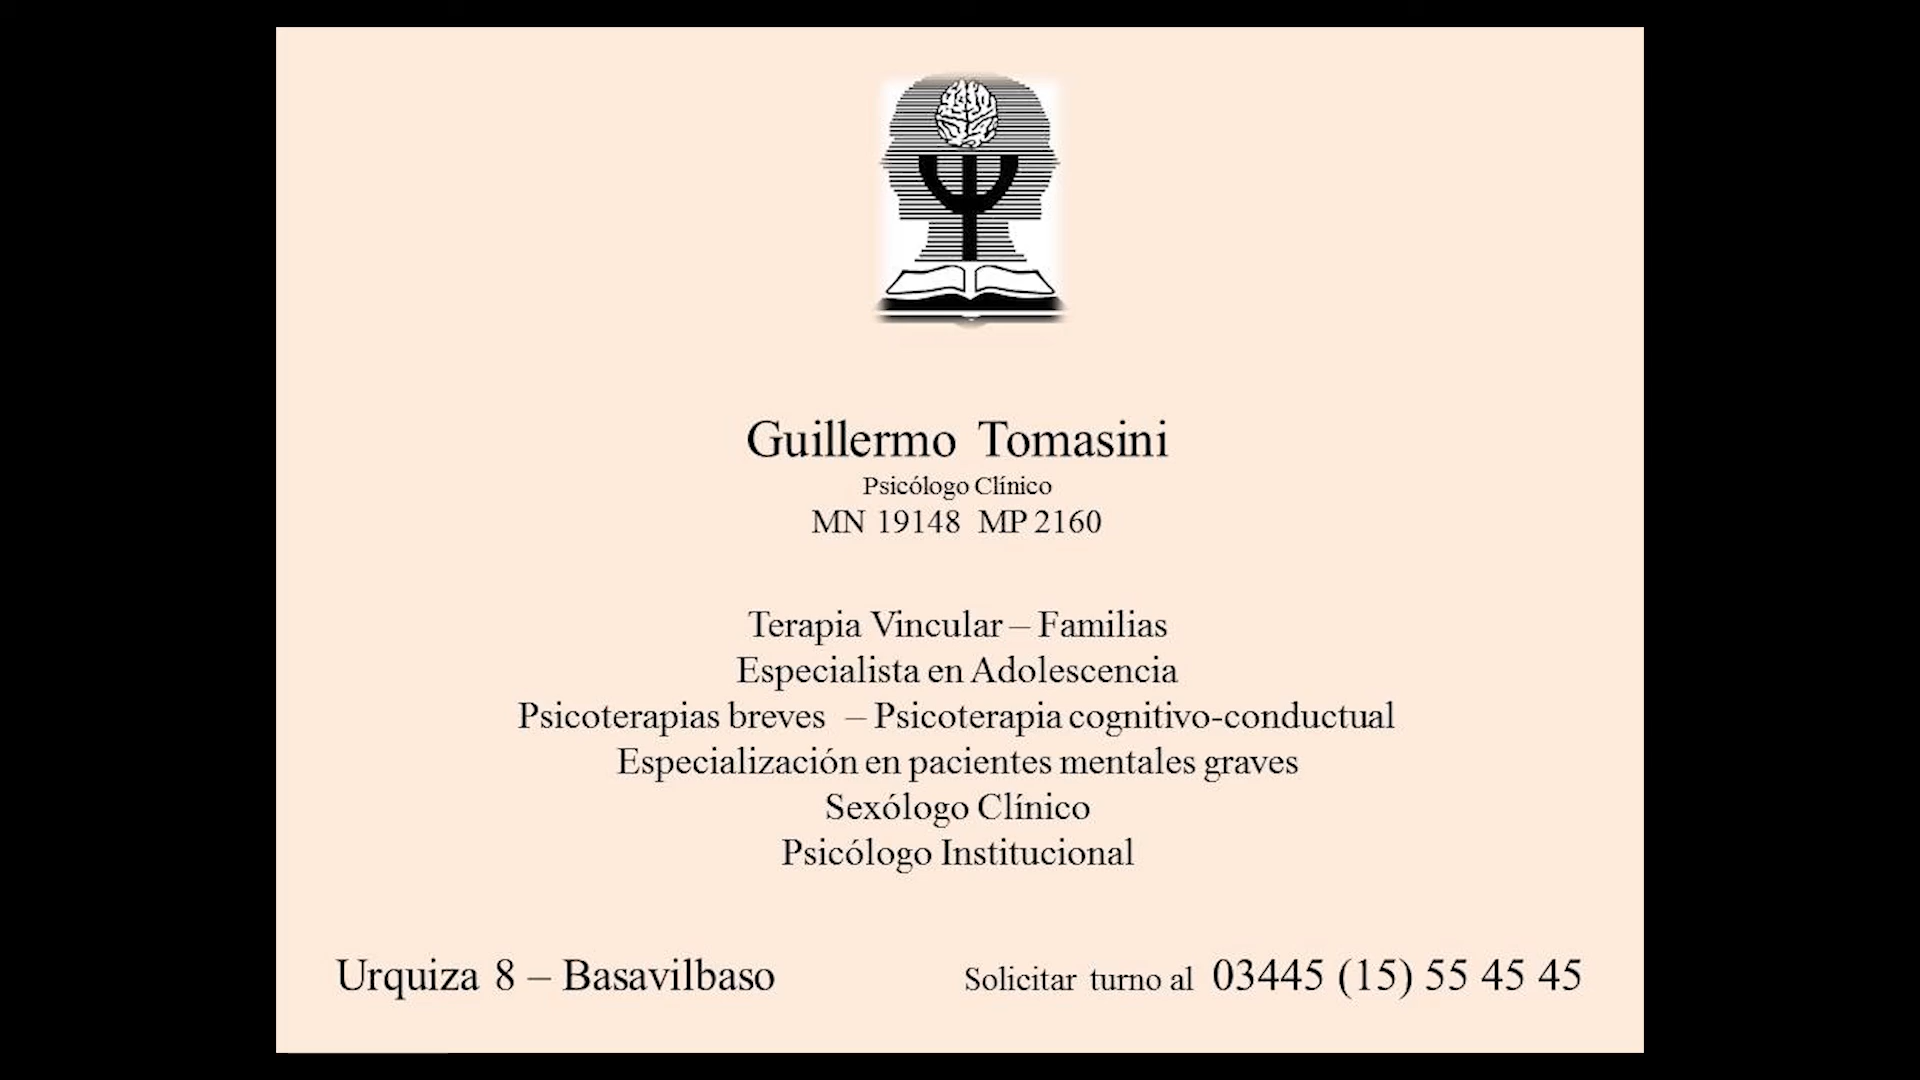 Guillermo Tomasini
Psicólogo Clínico
MN 19148 MP 2160
Terapia Vincular – Familias
Especialista en Adolescencia
Psicoterapias breves – Psicoterapia cognitivo-conductual
Especialización en pacientes mentales graves
Sexólogo Clínico
Psicólogo Institucional
Urquiza 8 – Basavilbaso
Solicitar turno al 03445 (15) 55 45 45